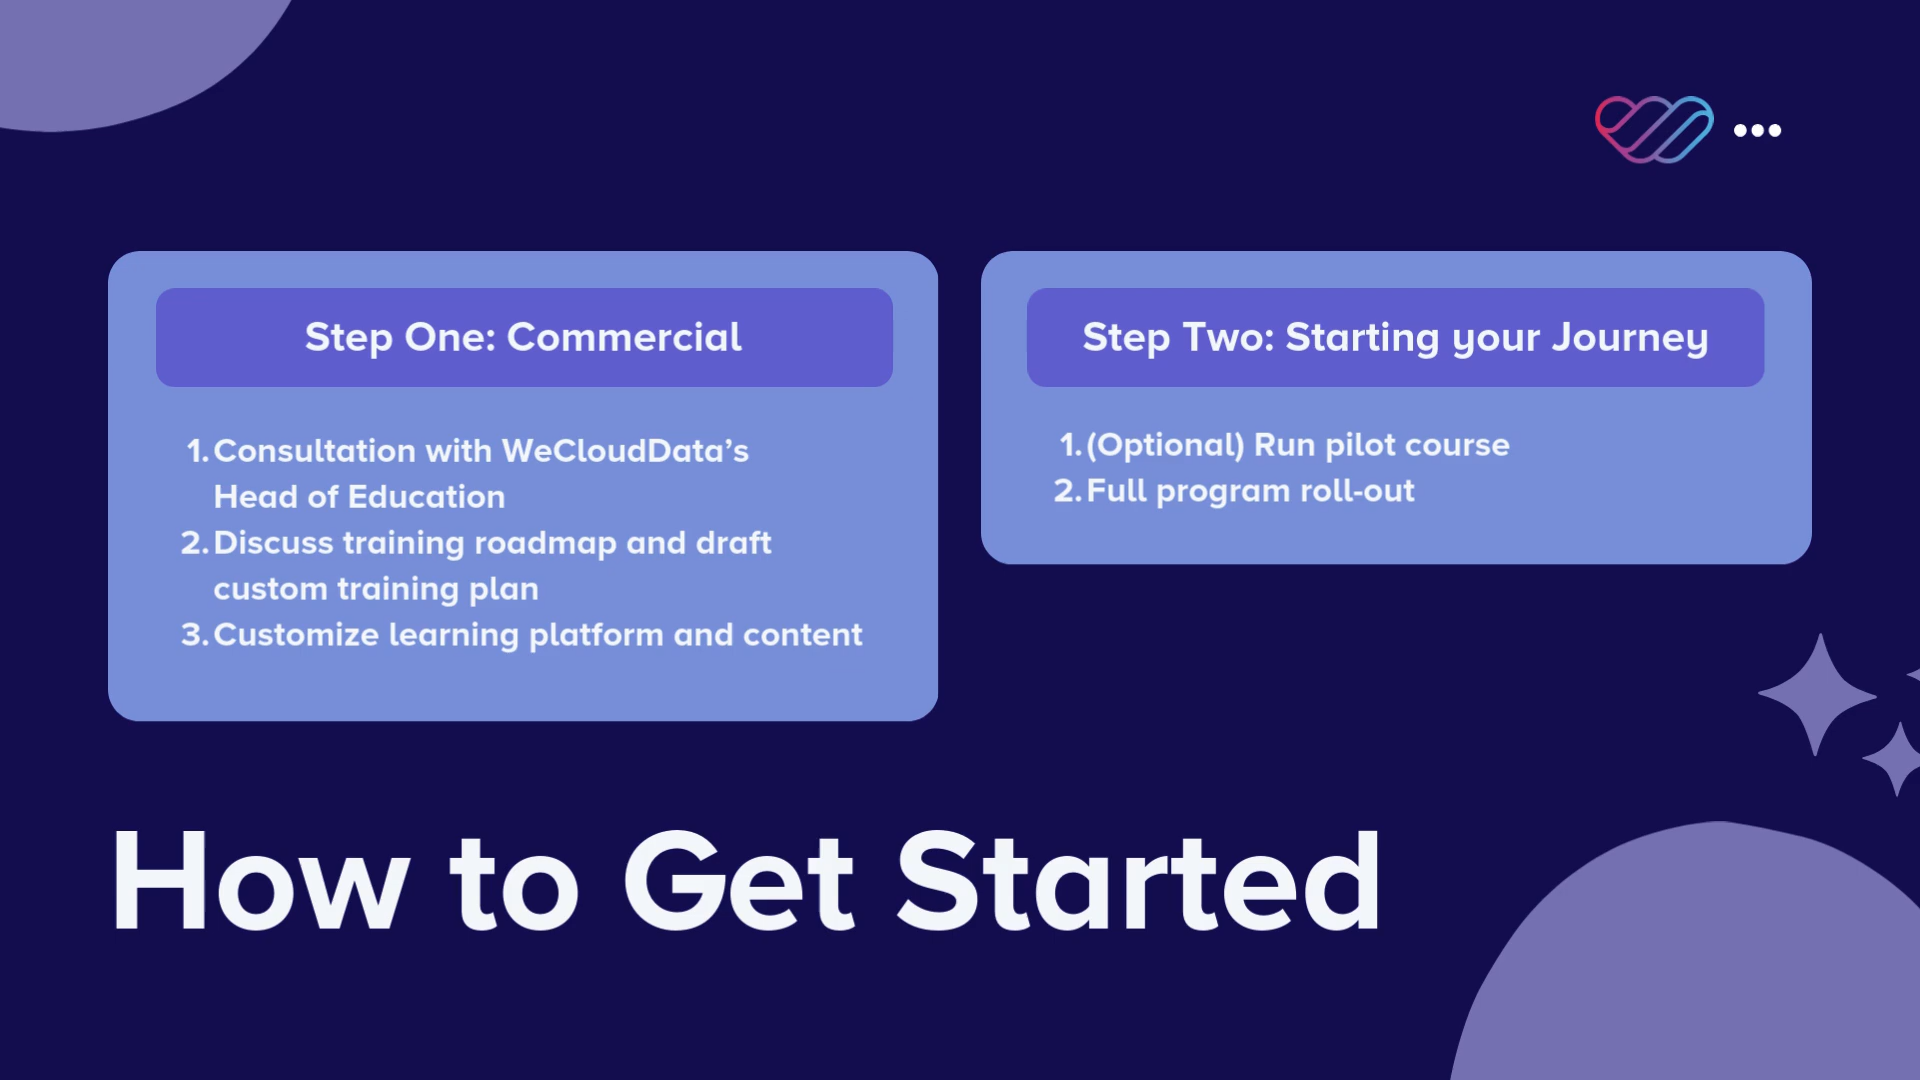 Step One: Commercial
1. Consultation with WeCloudData’s
Head of Education
2. Discuss training roadmap and draft
custom training plan
3. Customize learning platform and content
Step Two: Starting your Journey
1. (Optional) Run pilot course
2. Full program roll-out
How to Get Started